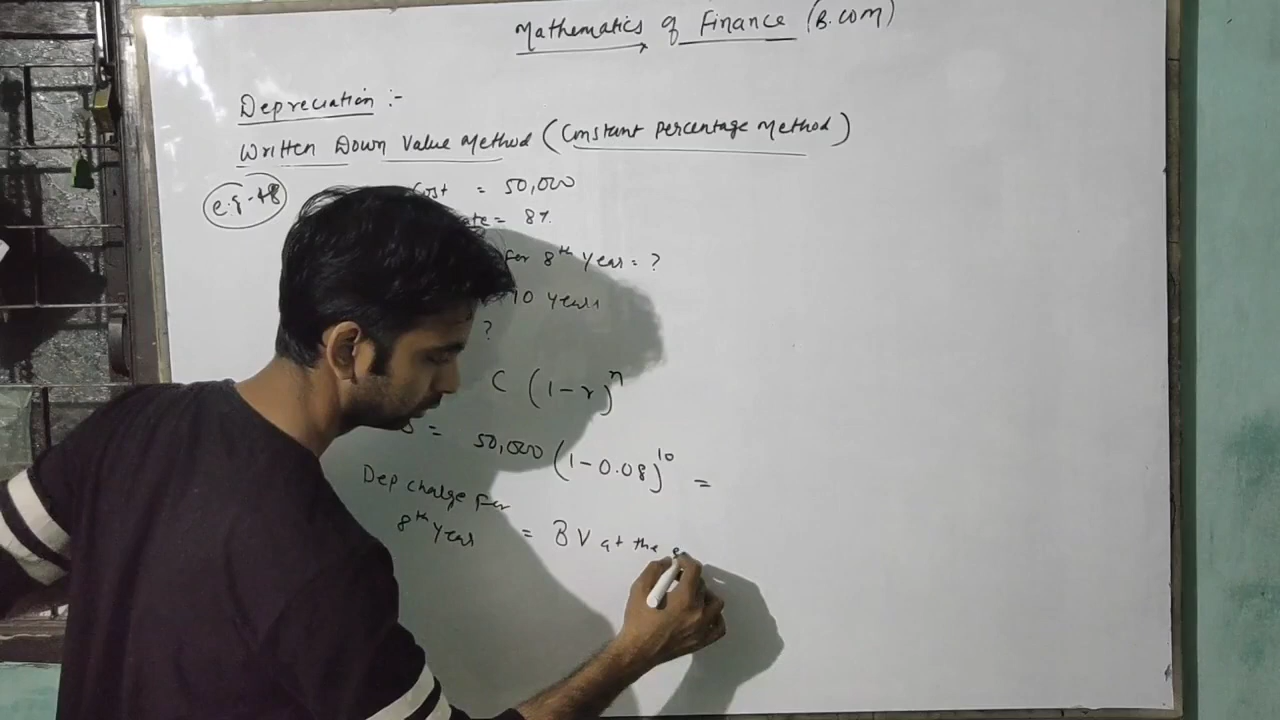 Mathematics of Finance (B.COM)
Depreciation :-
Written Down Value Method (Constant Percentage Method)
e.g-48
Cost = 50,000
ate = 8%
for 8th Year = ?
10 years
?
C (1-r)^n
S = 50,000 (1-0.08)^10 =
Dep charge for
8th Year = BV at the e